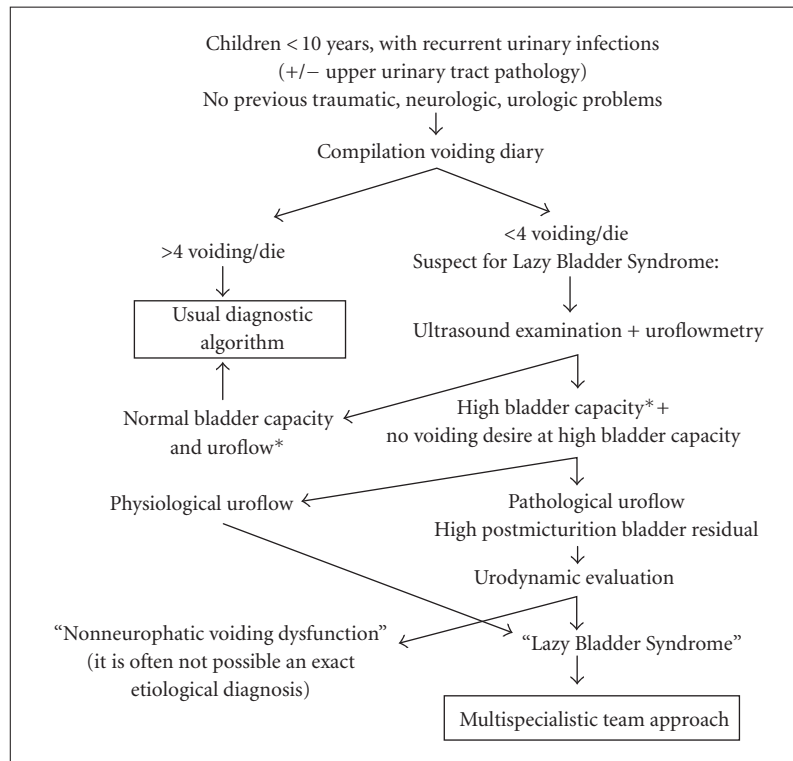 Children < 10 years, with recurrent urinary infections
(+/− upper urinary tract pathology)
No previous traumatic, neurologic, urologic problems
Compilation voiding diary
>4 voiding/die
<4 voiding/die
Suspect for Lazy Bladder Syndrome:
Usual diagnostic
algorithm
Ultrasound examination + uroflowmetry
Normal bladder capacity
and uroflow*
High bladder capacity* +
no voiding desire at high bladder capacity
Physiological uroflow
Pathological uroflow
High postmicturition bladder residual
Urodynamic evaluation
“Nonneurophatic voiding dysfunction”
(it is often not possible an exact
etiological diagnosis)
“Lazy Bladder Syndrome”
Multispecialistic team approach